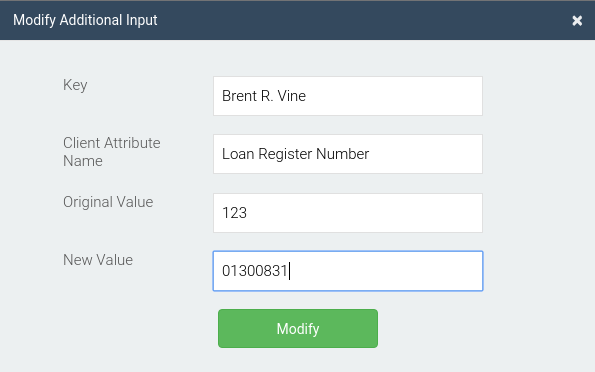 Modify Additional Input ×
Key
Brent R. Vine
Client Attribute
Name
Loan Register Number
Original Value
123
New Value
01300831
Modify